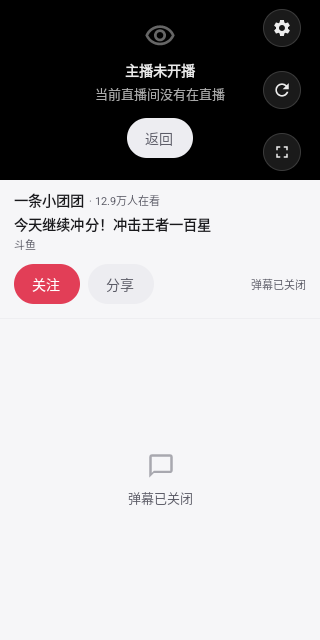 主播未开播
当前直播间没有在直播
返回
一条小团团 · 12.9万人在看
今天继续冲分！冲击王者一百星
斗鱼
关注
分享
弹幕已关闭
弹幕已关闭